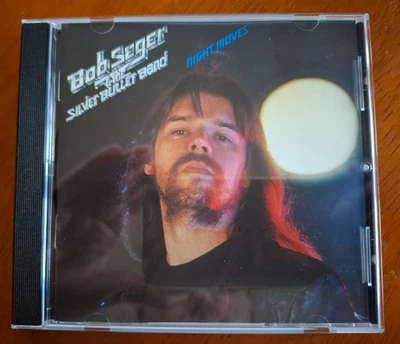 Bob Seger
& THE
SILVER BULLET BAND
NIGHT MOVES